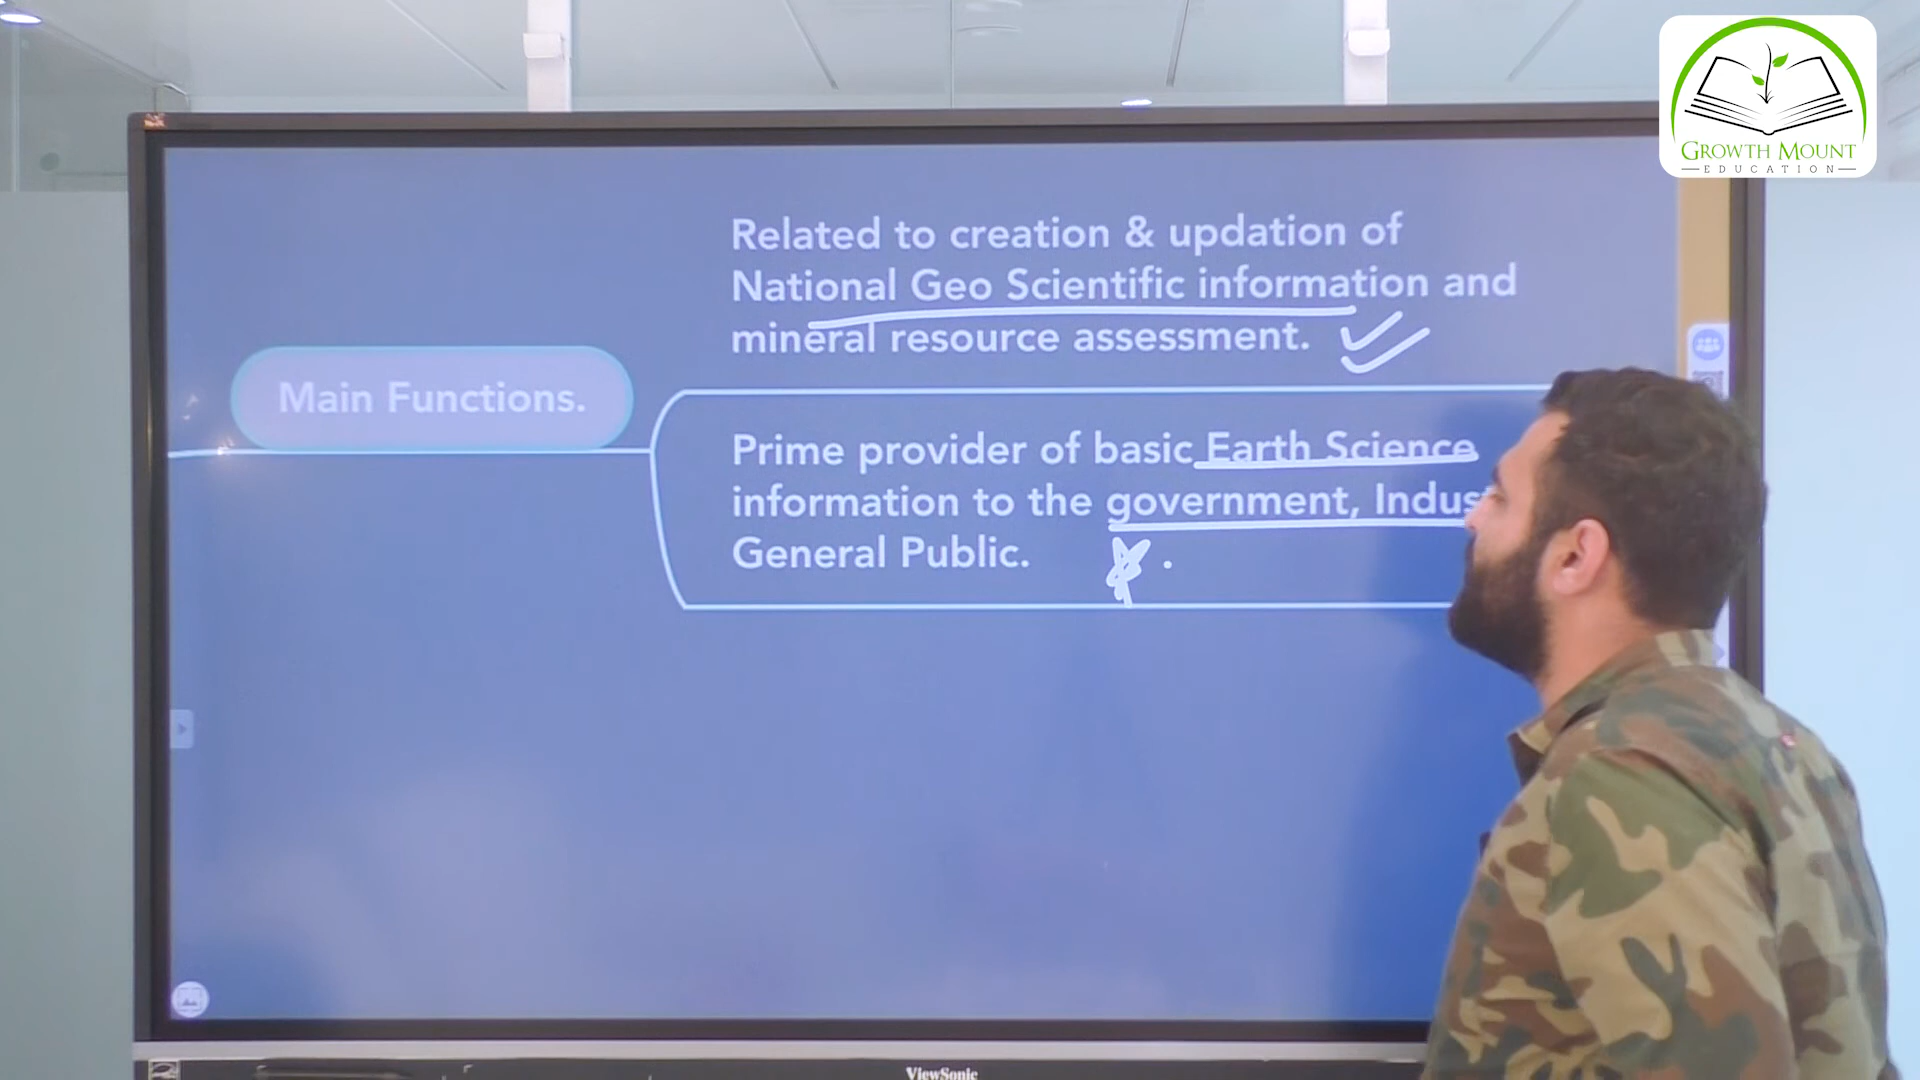 GROWTH MOUNT
EDUCATION
Related to creation & updation of
National Geo Scientific information and
mineral resource assessment.
Main Functions.
Prime provider of basic Earth Science
information to the government,
General Public.
ViewSonic